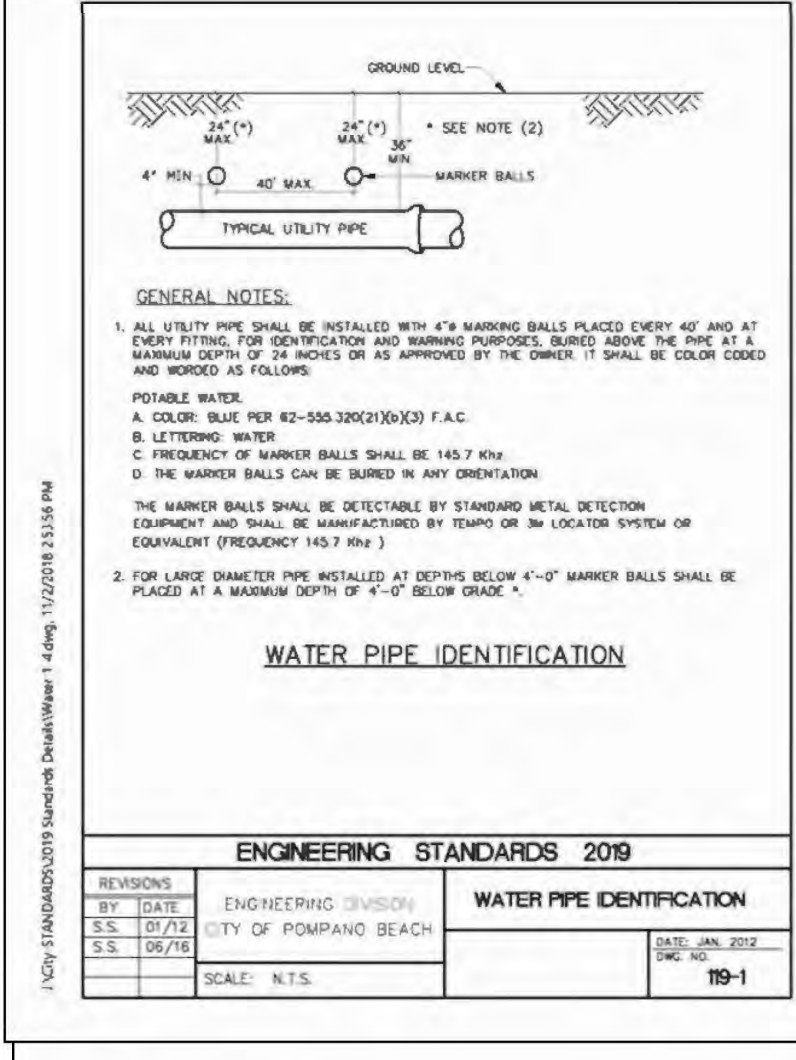 GROUND LEVEL
24"(*)
MAX.
24"(*)
MAX.
* SEE NOTE (2)
36"
MIN
4" MIN
40' MAX.
MARKER BALLS
TYPICAL UTILITY PIPE
GENERAL NOTES:
1. ALL UTILITY PIPE SHALL BE INSTALLED WITH 4"ø MARKING BALLS PLACED EVERY 40' AND AT
EVERY FITTING, FOR IDENTIFICATION AND WARNING PURPOSES, BURIED ABOVE THE PIPE AT A
MAXIMUM DEPTH OF 24 INCHES OR AS APPROVED BY THE OWNER. IT SHALL BE COLOR CODED
AND WORDED AS FOLLOWS:
POTABLE WATER.
A. COLOR: BLUE PER 62-555.320(21)(b)(3) F.A.C.
B. LETTERING: WATER
C. FREQUENCY OF MARKER BALLS SHALL BE 145.7 Khz
D. THE MARKER BALLS CAN BE BURIED IN ANY ORIENTATION
THE MARKER BALLS SHALL BE DETECTABLE BY STANDARD METAL DETECTION
EQUIPMENT AND SHALL BE MANUFACTURED BY TEMPO OR 3M LOCATOR SYSTEM OR
EQUIVALENT (FREQUENCY 145.7 Khz )
2. FOR LARGE DIAMETER PIPE INSTALLED AT DEPTHS BELOW 4'-0" MARKER BALLS SHALL BE
PLACED AT A MAXIMUM DEPTH OF 4'-0" BELOW GRADE *.
WATER PIPE IDENTIFICATION
J:\City STANDARDS\2019 Standards Details\Water 1 4.dwg, 11/2/2018 2:53:56 PM
ENGINEERING STANDARDS 2019
REVISIONS
BY DATE
S.S. 01/12
S.S. 06/16
ENGINEERING DIVISION
CITY OF POMPANO BEACH
SCALE: N.T.S.
WATER PIPE IDENTIFICATION
DATE: JAN. 2012
DWG. NO.
119-1